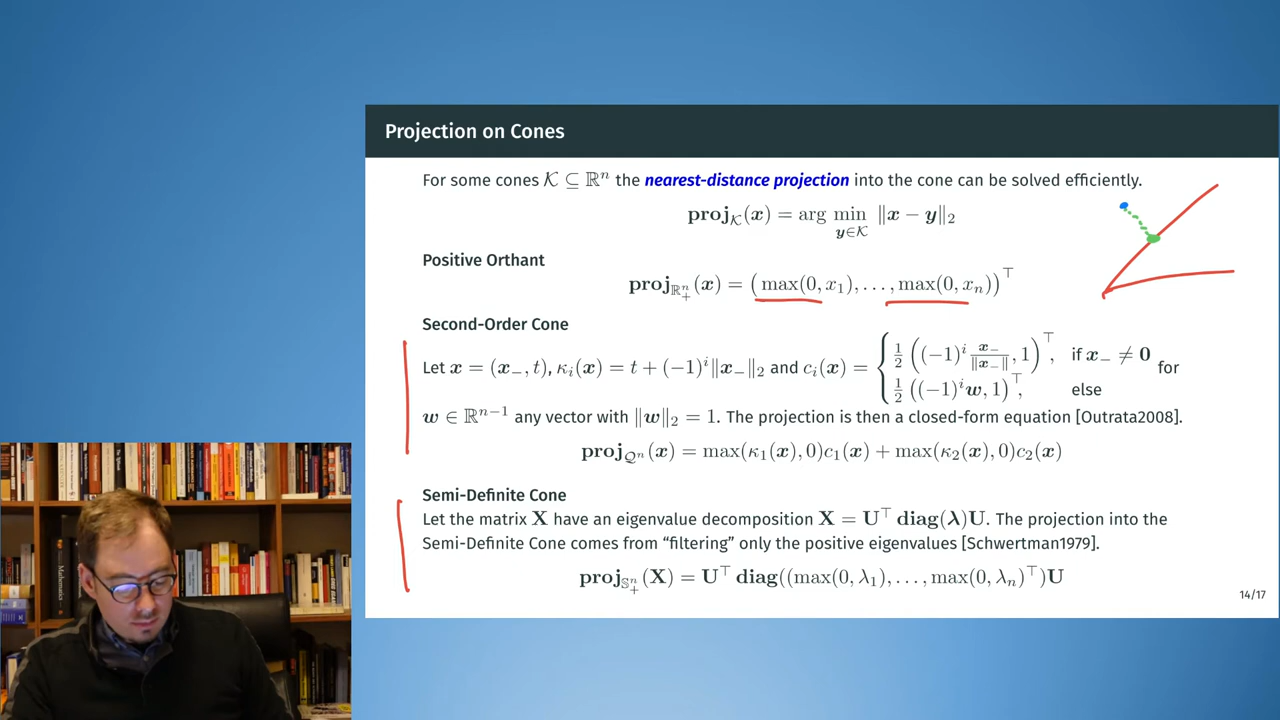 Projection on Cones
For some cones 𝒦 ⊆ ℝⁿ the nearest-distance projection into the cone can be solved efficiently.
proj_𝒦(x) = arg min_{y∈𝒦} ‖x − y‖₂
Positive Orthant
proj_{ℝ₊ⁿ}(x) = (max(0, x₁), . . . , max(0, xₙ))^⊤
Second-Order Cone
Let x = (x₋, t), κᵢ(x) = t + (−1)ⁱ‖x₋‖₂ and cᵢ(x) = { ½ ((−1)ⁱ x₋/‖x₋‖, 1)^⊤, if x₋ ≠ 0; ½ ((−1)ⁱw, 1)^⊤, else for
w ∈ ℝⁿ⁻¹ any vector with ‖w‖₂ = 1. The projection is then a closed-form equation [Outrata2008].
proj_{𝒬ⁿ}(x) = max(κ₁(x), 0)c₁(x) + max(κ₂(x), 0)c₂(x)
Semi-Definite Cone
Let the matrix X have an eigenvalue decomposition X = U^⊤ diag(λ)U. The projection into the
Semi-Definite Cone comes from “filtering” only the positive eigenvalues [Schwertman1979].
proj_{𝕊₊ⁿ}(X) = U^⊤ diag((max(0, λ₁), . . . , max(0, λₙ)^⊤)U
14/17
Mathematics